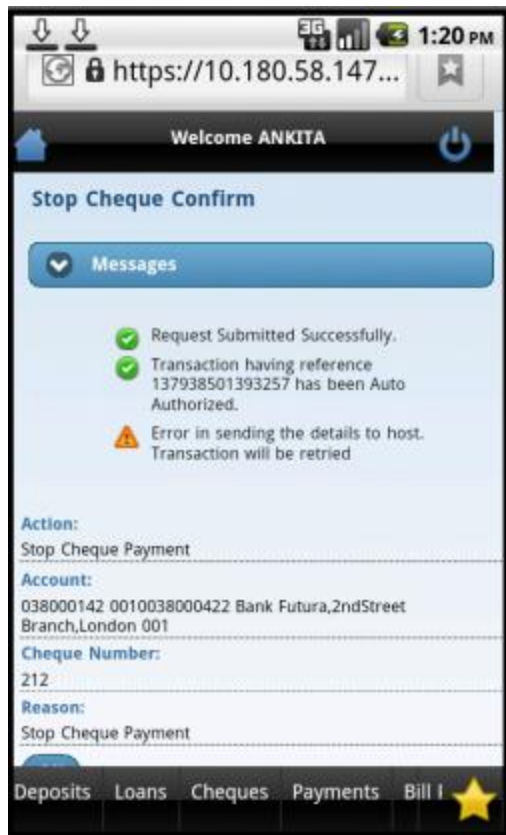 3G 1:20 PM
https://10.180.58.147...
Welcome ANKITA
Stop Cheque Confirm
Messages
Request Submitted Successfully.
Transaction having reference
137938501393257 has been Auto
Authorized.
Error in sending the details to host.
Transaction will be retried
Action:
Stop Cheque Payment
Account:
038000142 0010038000422 Bank Futura,2ndStreet
Branch,London 001
Cheque Number:
212
Reason:
Stop Cheque Payment
Deposits Loans Cheques Payments Bill